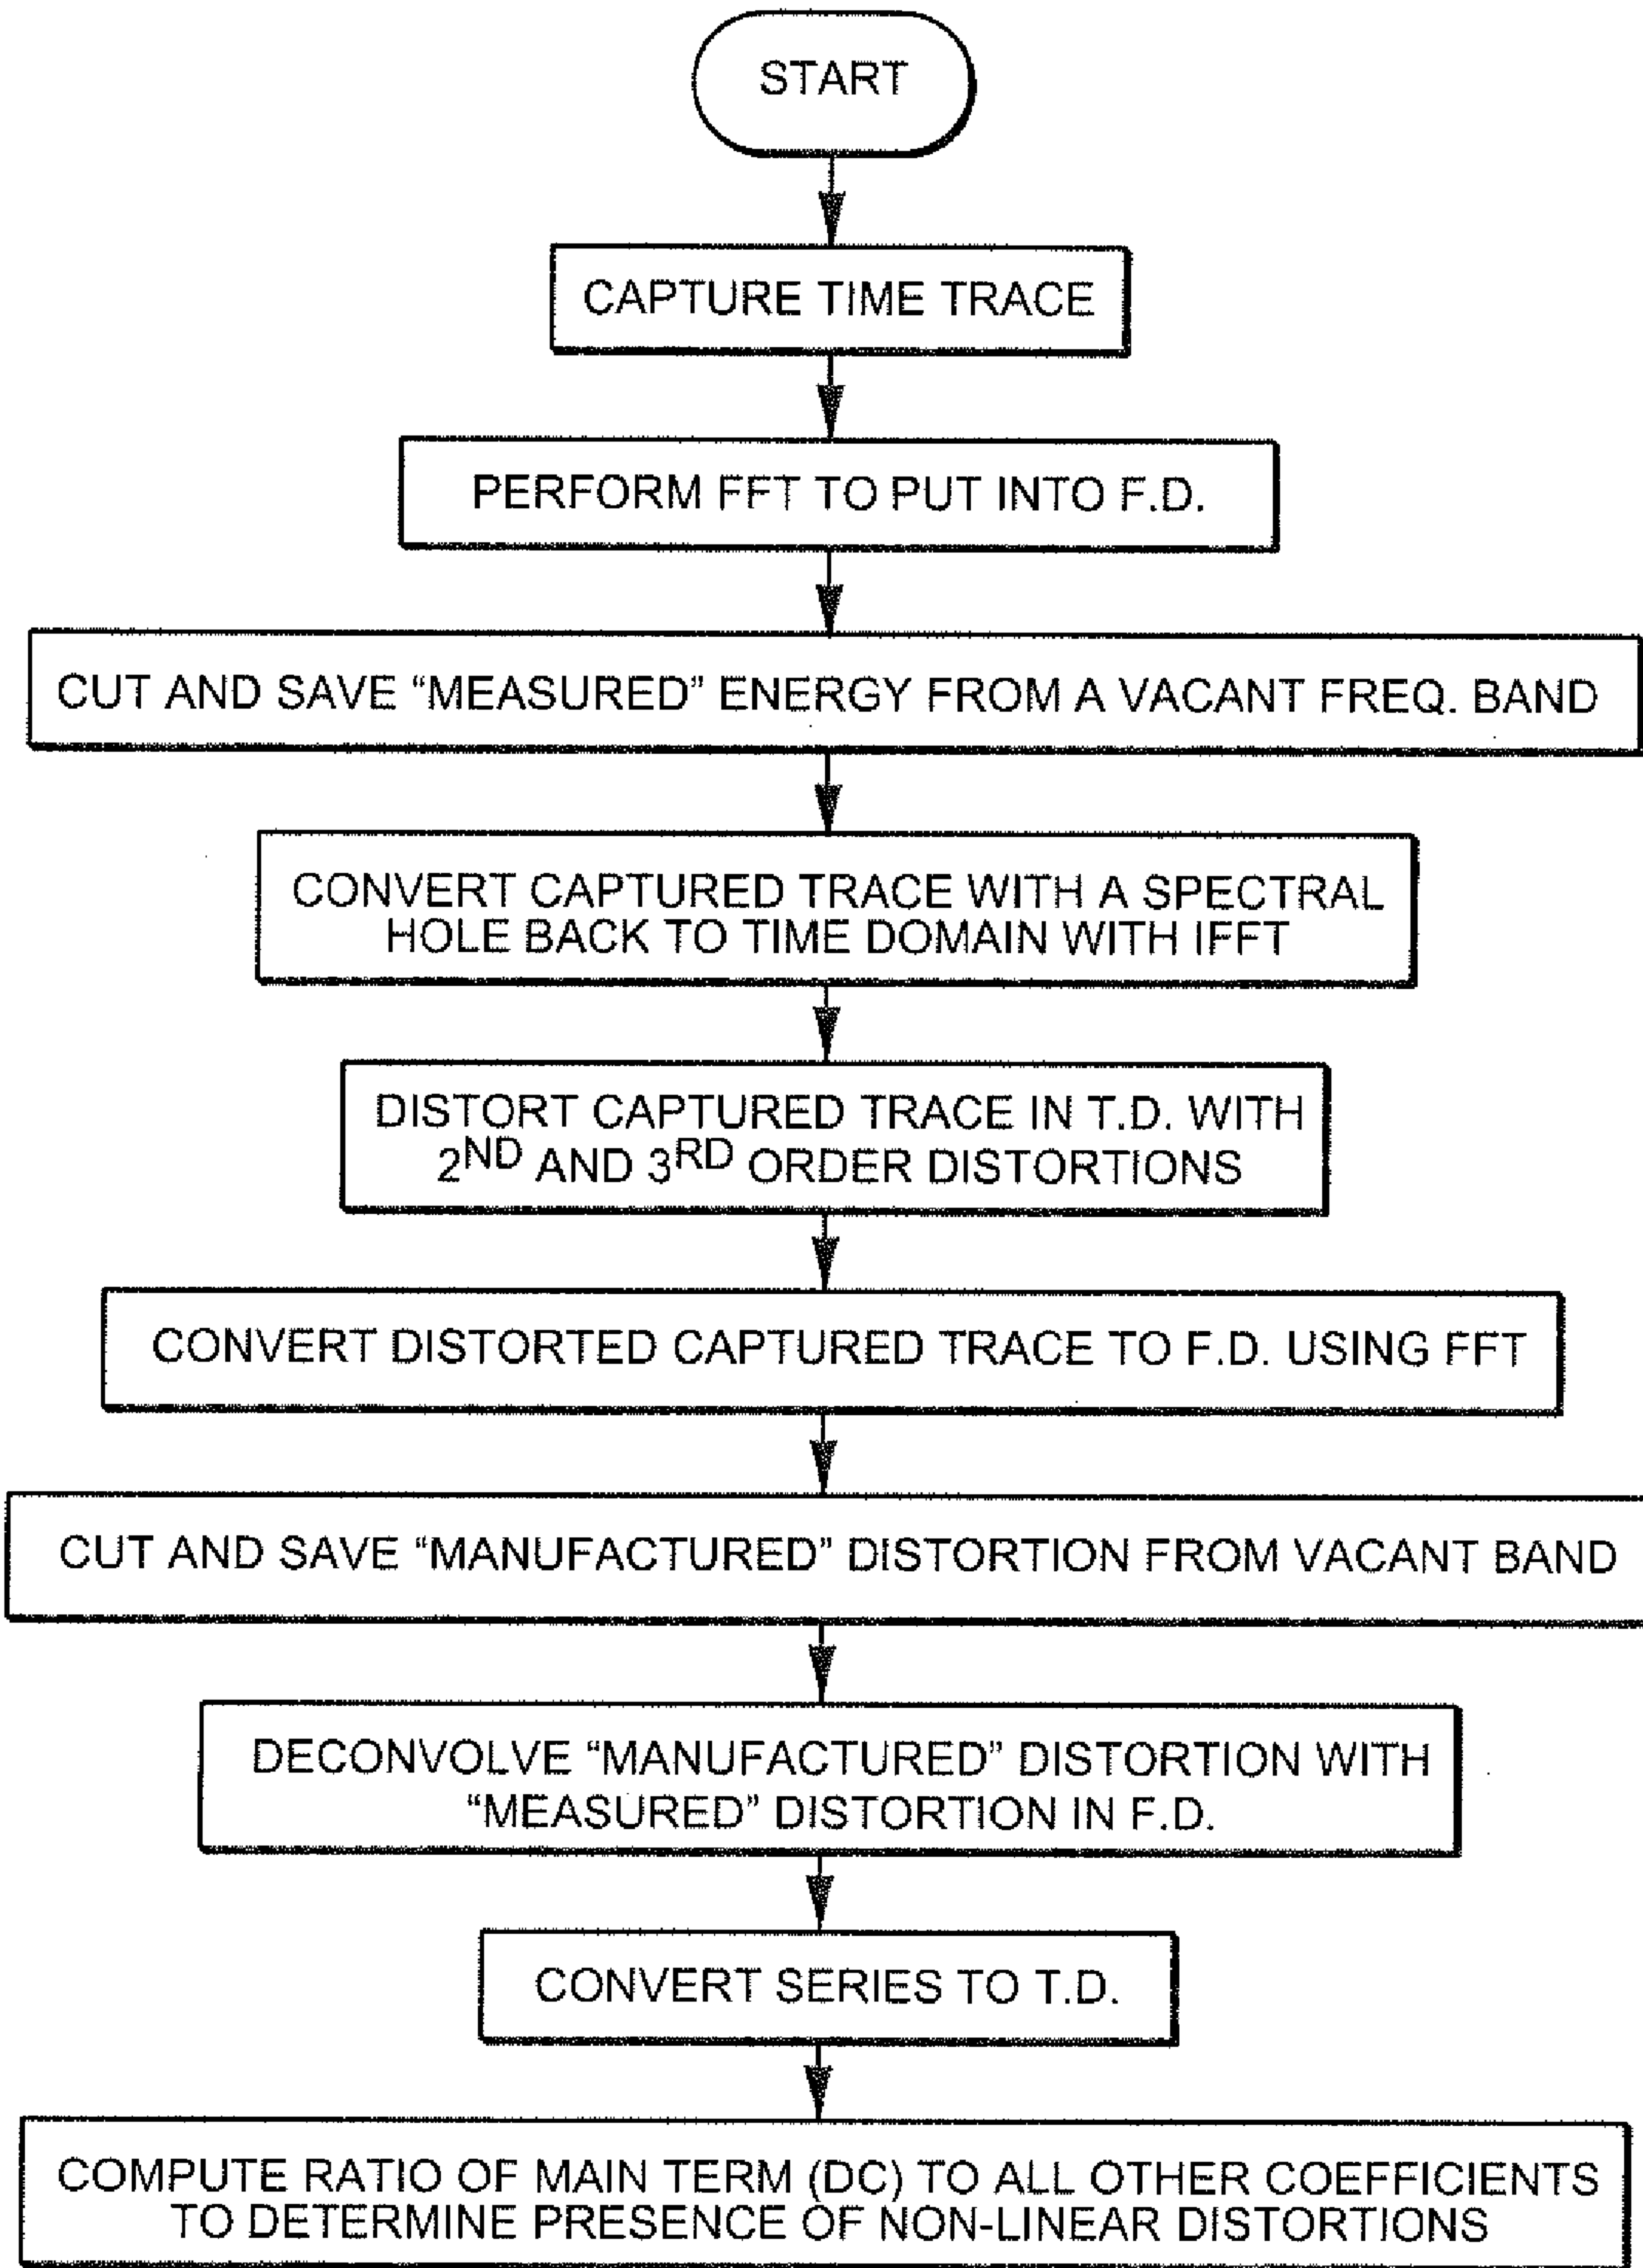 START
CAPTURE TIME TRACE
PERFORM FFT TO PUT INTO F.D.
CUT AND SAVE “MEASURED” ENERGY FROM A VACANT FREQ. BAND
CONVERT CAPTURED TRACE WITH A SPECTRAL
HOLE BACK TO TIME DOMAIN WITH IFFT
DISTORT CAPTURED TRACE IN T.D. WITH
2ND AND 3RD ORDER DISTORTIONS
CONVERT DISTORTED CAPTURED TRACE TO F.D. USING FFT
CUT AND SAVE “MANUFACTURED” DISTORTION FROM VACANT BAND
DECONVOLVE “MANUFACTURED” DISTORTION WITH
“MEASURED” DISTORTION IN F.D.
CONVERT SERIES TO T.D.
COMPUTE RATIO OF MAIN TERM (DC) TO ALL OTHER COEFFICIENTS
TO DETERMINE PRESENCE OF NON-LINEAR DISTORTIONS